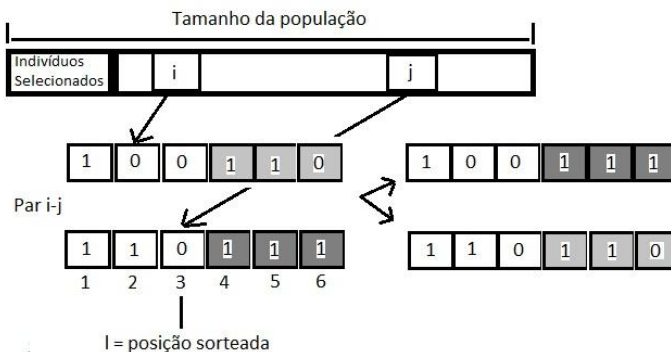 Tamanho da população
Indivíduos
Selecionados
i
j
1 0 0 1 1 0
1 0 0 1 1 1
Par i-j
1 1 0 1 1 1
1 1 0 1 1 0
1 2 3 4 5 6
l = posição sorteada